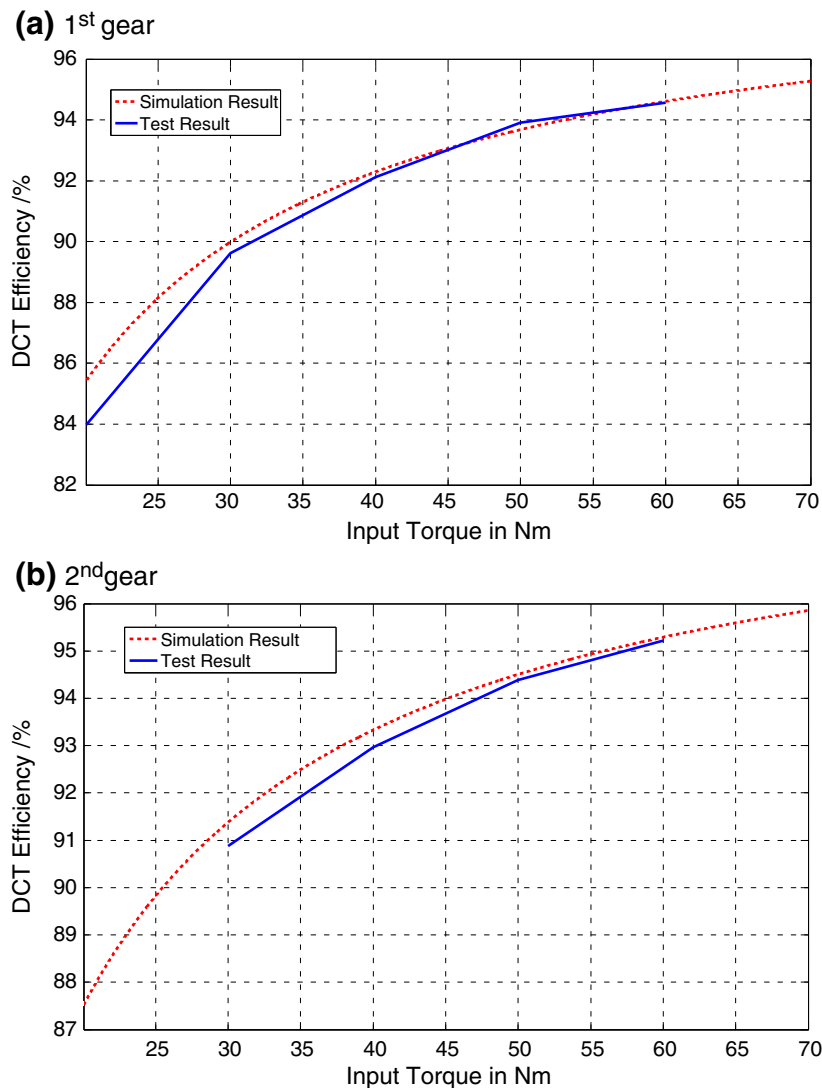 (a) 1st gear
96
94
92
90
88
86
84
82
DCT Efficiency /%
Simulation Result
Test Result
25 30 35 40 45 50 55 60 65 70
Input Torque in Nm
(b) 2nd gear
96
95
94
93
92
91
90
89
88
87
DCT Efficiency /%
Simulation Result
Test Result
25 30 35 40 45 50 55 60 65 70
Input Torque in Nm